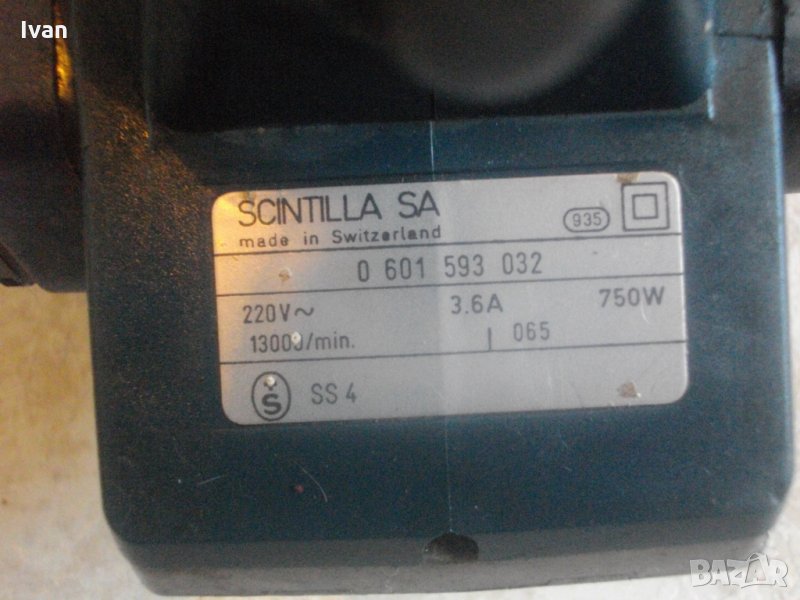 Ivan
SCINTILLA SA
made in Switzerland
935
0 601 593 032
220V~ 3.6A 750W
13000/min. 065
S SS 4
BAZAR